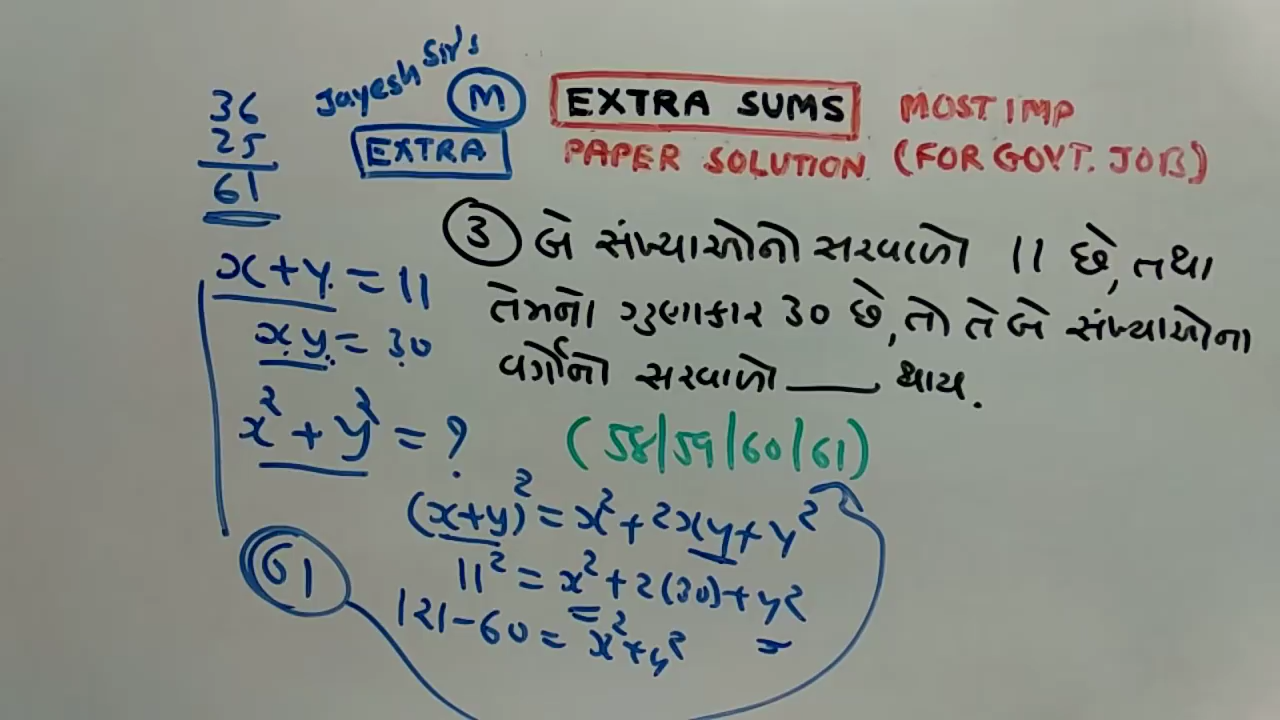 36
25
61
Jayesh Sir's
M
EXTRA
EXTRA SUMS MOST IMP
PAPER SOLUTION (FOR GOVT. JOB)
3 બે સંખ્યાઓનો સરવાળો 11 છે, તથા
તેમનો ગુણાકાર 30 છે, તો તે બે સંખ્યાઓના
વર્ગોનો સરવાળો ____ થાય.
(58/59/60/61)
x+y = 11
xy = 30
x² + y² = ?
(x+y)² = x² + 2xy + y²
11² = x² + 2(30) + y²
121-60 = x²+y²
61